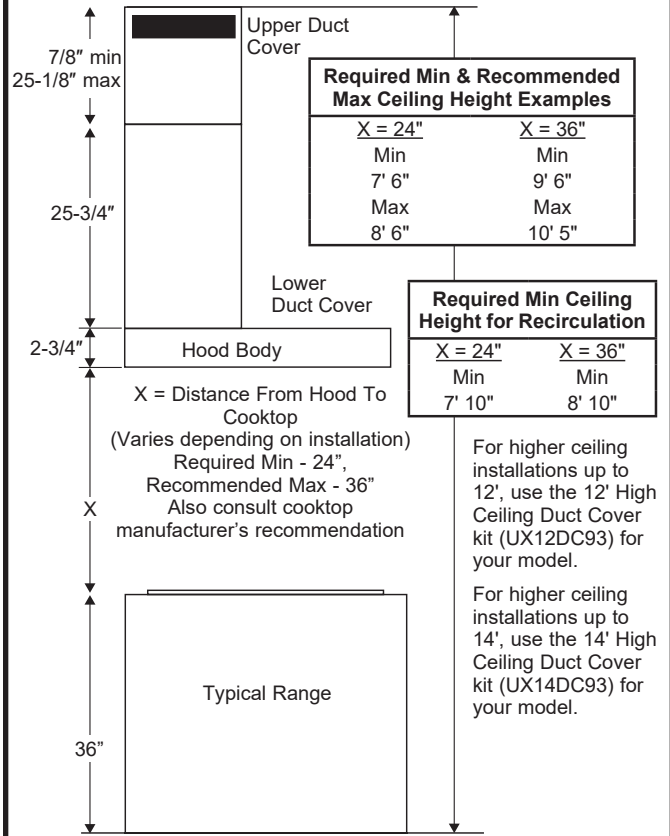 Upper Duct
Cover
7/8″ min
25-1/8″ max
Required Min & Recommended
Max Ceiling Height Examples
X = 24" X = 36"
Min Min
7' 6" 9' 6"
Max Max
8' 6" 10' 5"
25-3/4″
Lower
Duct Cover
Required Min Ceiling
Height for Recirculation
X = 24" X = 36"
Min Min
7' 10" 8' 10"
2-3/4″
Hood Body
X = Distance From Hood To
Cooktop
(Varies depending on installation)
Required Min - 24”,
Recommended Max - 36”
Also consult cooktop
manufacturer’s recommendation
X
For higher ceiling
installations up to
12', use the 12' High
Ceiling Duct Cover
kit (UX12DC93) for
your model.
For higher ceiling
installations up to
14', use the 14' High
Ceiling Duct Cover
kit (UX14DC93) for
your model.
Typical Range
36”